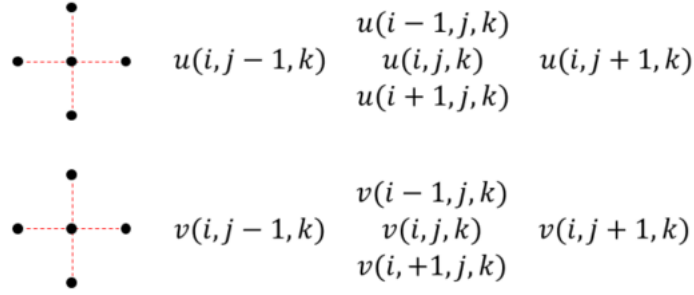 u(i − 1, j, k)
u(i, j − 1, k) u(i, j, k) u(i, j + 1, k)
u(i + 1, j, k)
v(i − 1, j, k)
v(i, j − 1, k) v(i, j, k) v(i, j + 1, k)
v(i, +1, j, k)